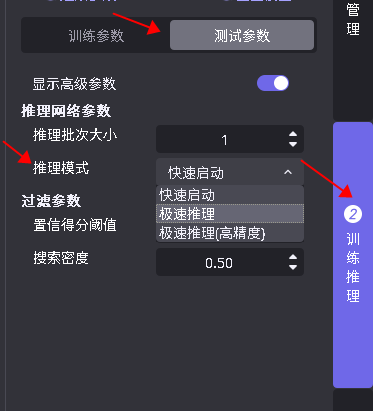 训练参数
测试参数
显示高级参数
推理网络参数
推理批次大小
1
推理模式
快速启动
快速启动
极速推理
极速推理(高精度)
过滤参数
置信得分阈值
搜索密度
0.50
管理
2
训练推理